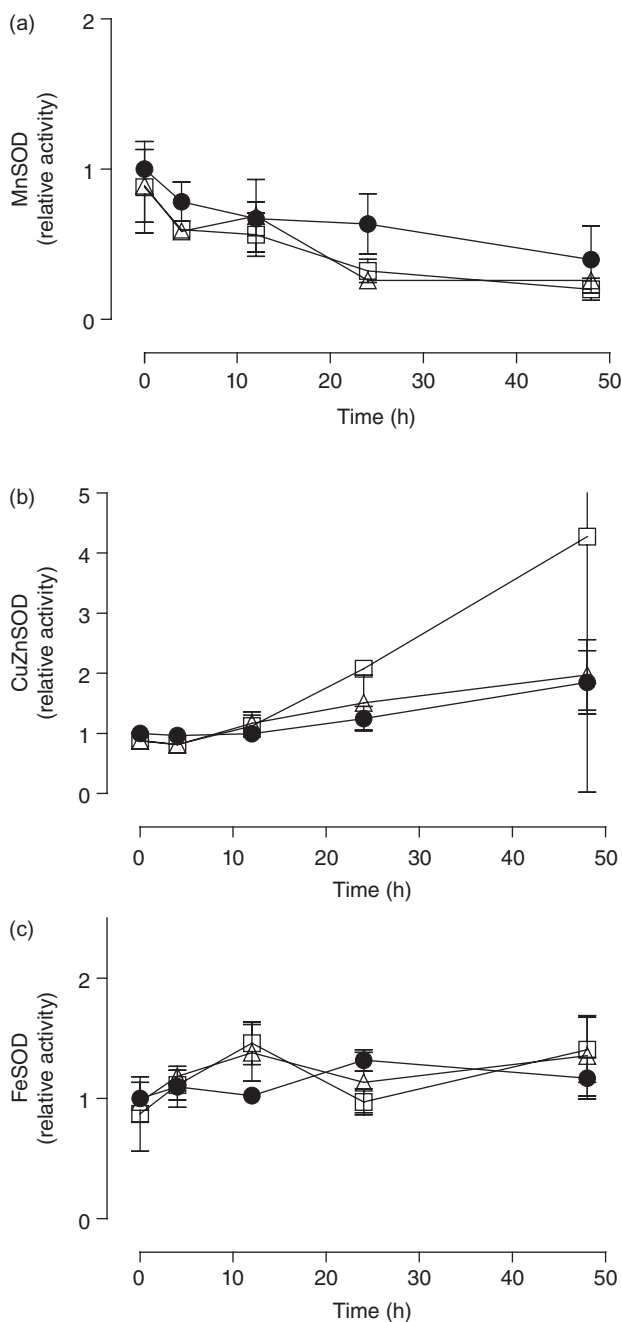 (a)
2
1
0
MnSOD
(relative activity)
0 10 20 30 40 50
Time (h)
(b)
5
4
3
2
1
0
CuZnSOD
(relative activity)
0 10 20 30 40 50
Time (h)
(c)
2
1
0
FeSOD
(relative activity)
0 10 20 30 40 50
Time (h)